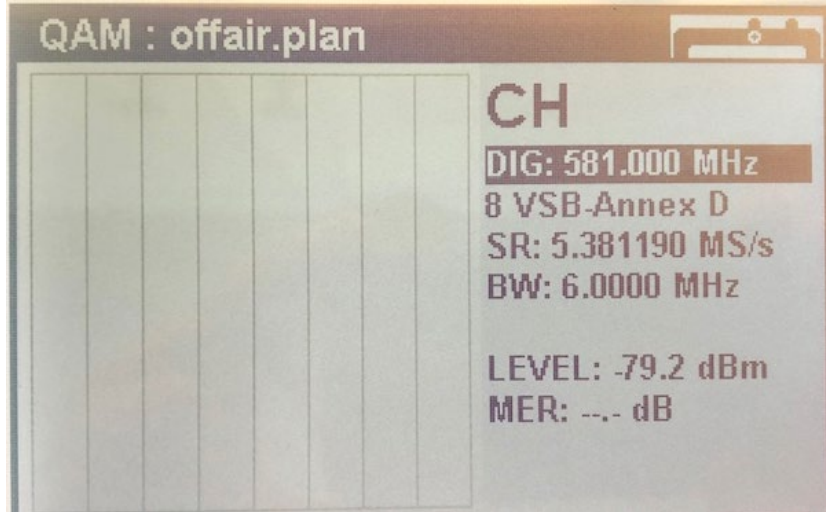 QAM : offair.plan
CH
DIG: 581.000 MHz
8 VSB-Annex D
SR: 5.381190 MS/s
BW: 6.0000 MHz
LEVEL: -79.2 dBm
MER: --.- dB